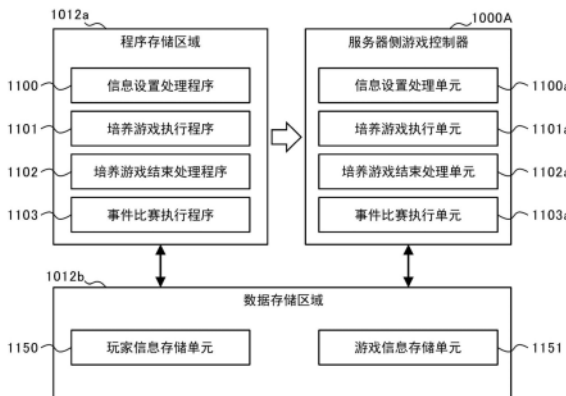 1012a
1000A
程序存储区域
服务器侧游戏控制器
1100
信息设置处理程序
信息设置处理单元
1100a
1101
培养游戏执行程序
培养游戏执行单元
1101a
1102
培养游戏结束处理程序
培养游戏结束处理单元
1102a
1103
事件比赛执行程序
事件比赛执行单元
1103a
1012b
数据存储区域
1150
玩家信息存储单元
游戏信息存储单元
1151